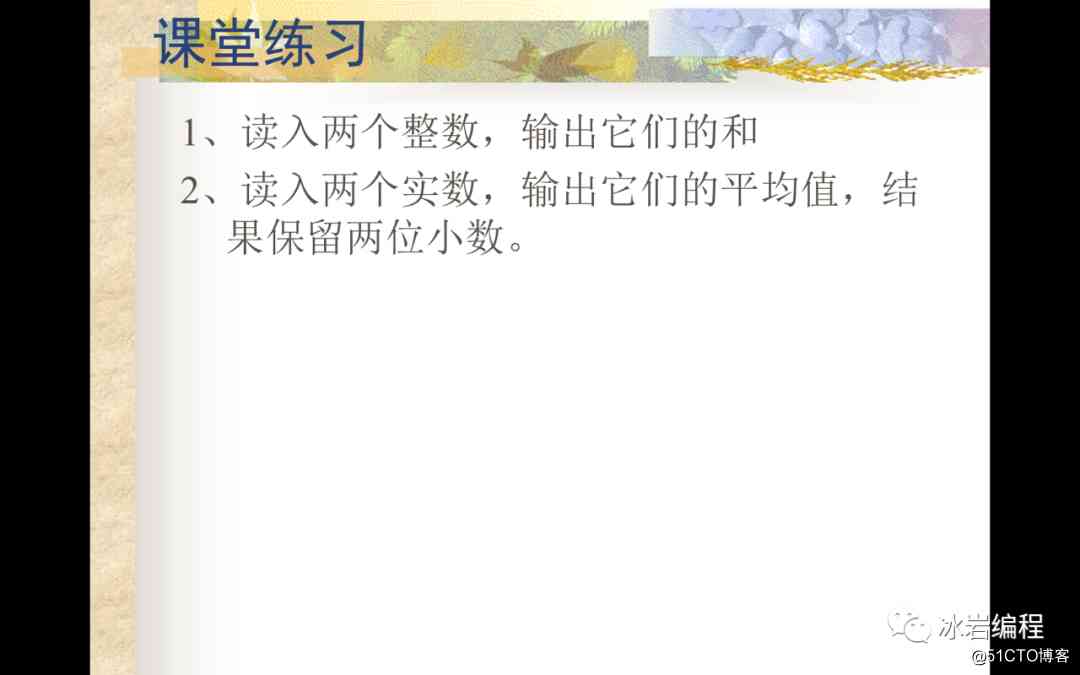 课堂练习
1、读入两个整数，输出它们的和
2、读入两个实数，输出它们的平均值，结
果保留两位小数。
冰岩编程
@51CTO博客